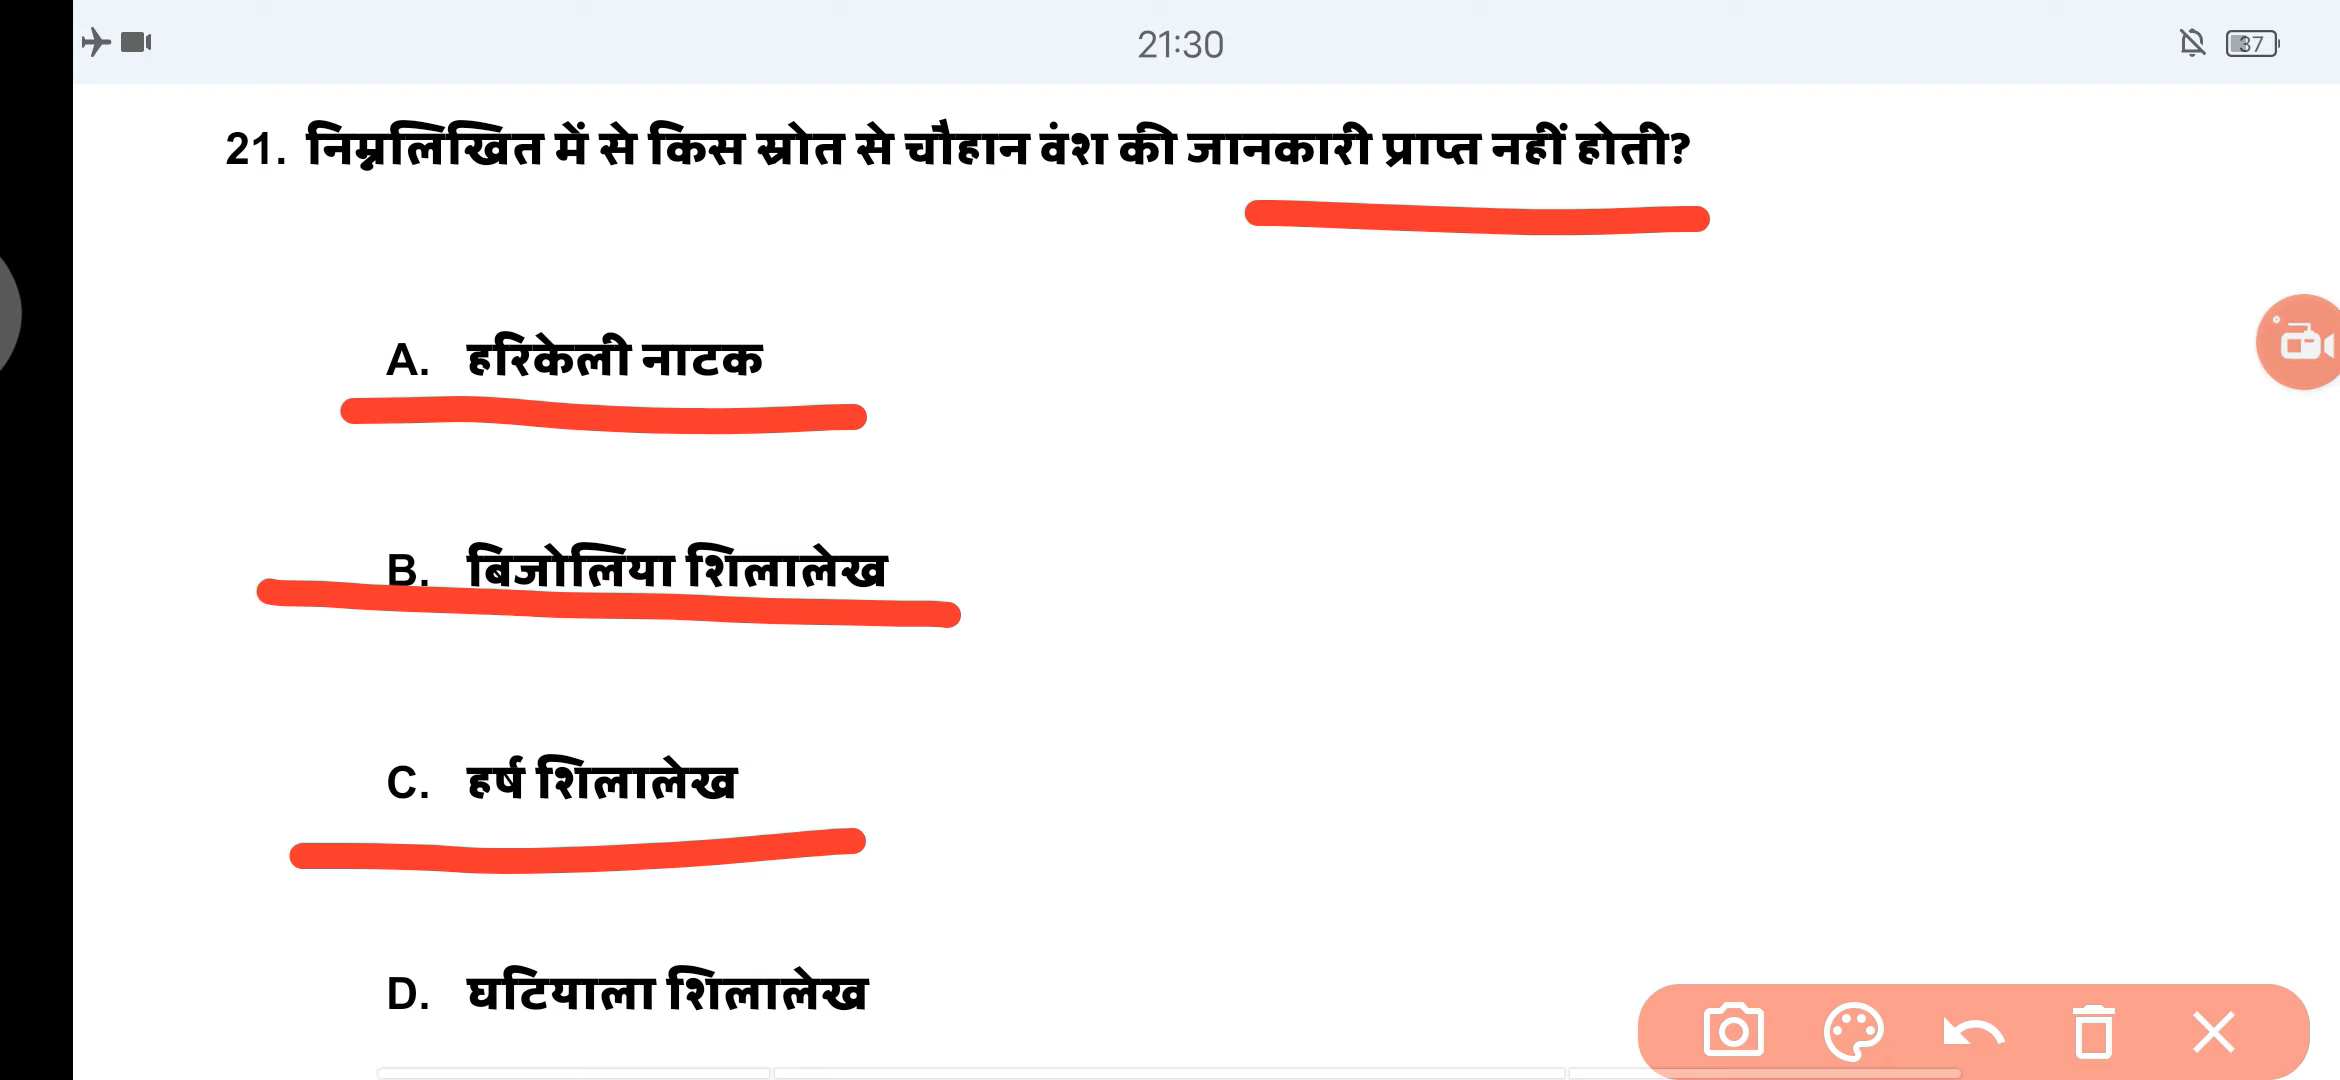 21:30
37
21. निम्नलिखित में से किस स्रोत से चौहान वंश की जानकारी प्राप्त नहीं होती?
A. हरिकेली नाटक
B. बिजोलिया शिलालेख
C. हर्ष शिलालेख
D. घटियाला शिलालेख